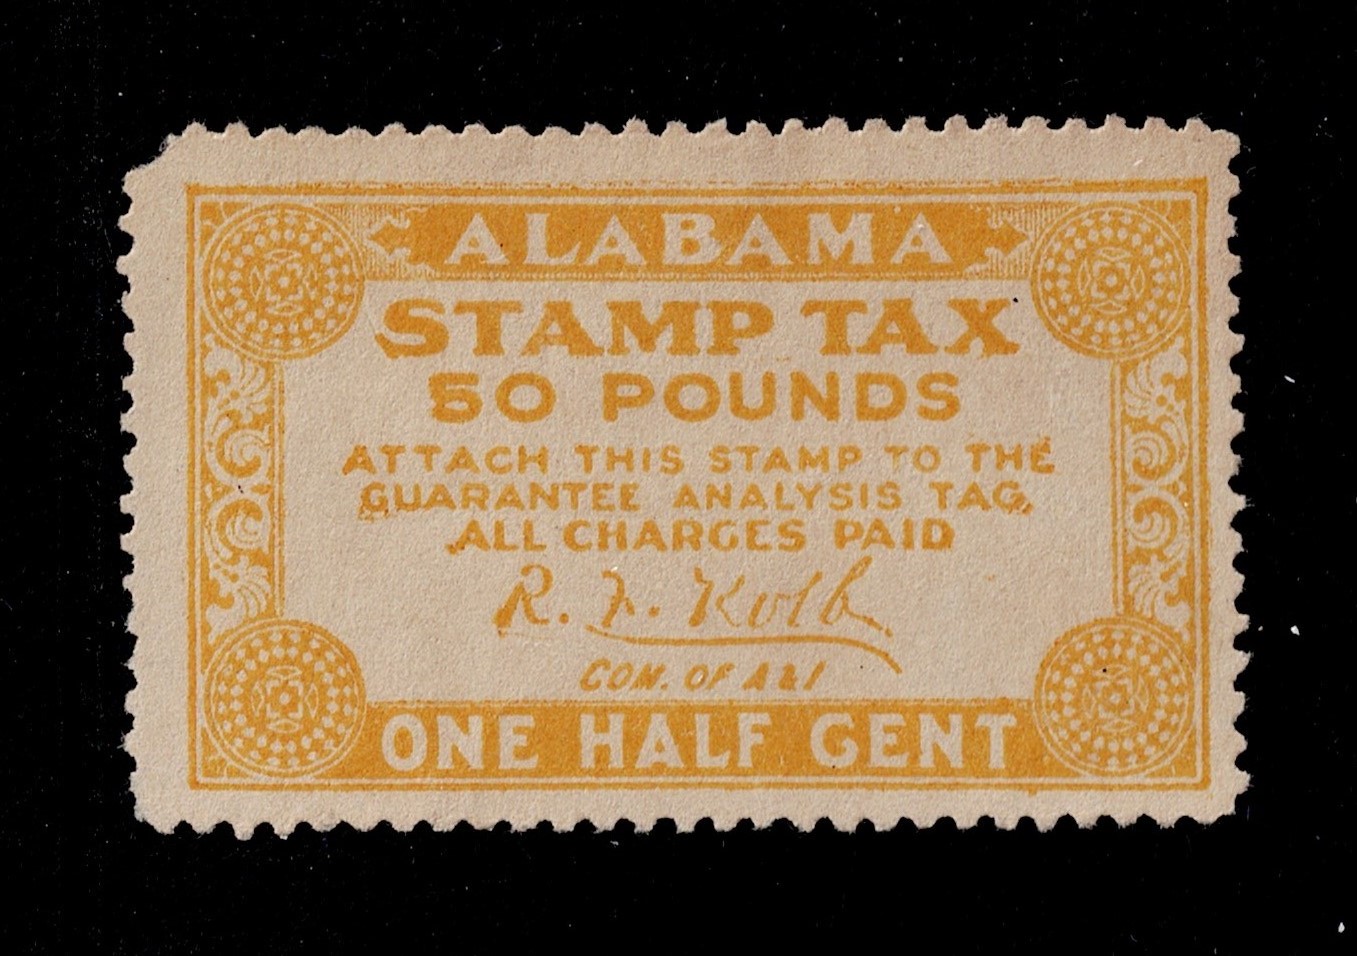 ALABAMA
STAMP TAX
50 POUNDS
ATTACH THIS STAMP TO THE
GUARANTEE ANALYSIS TAG.
ALL CHARGES PAID
R. F. Kolb
COM. OF A & I
ONE HALF CENT